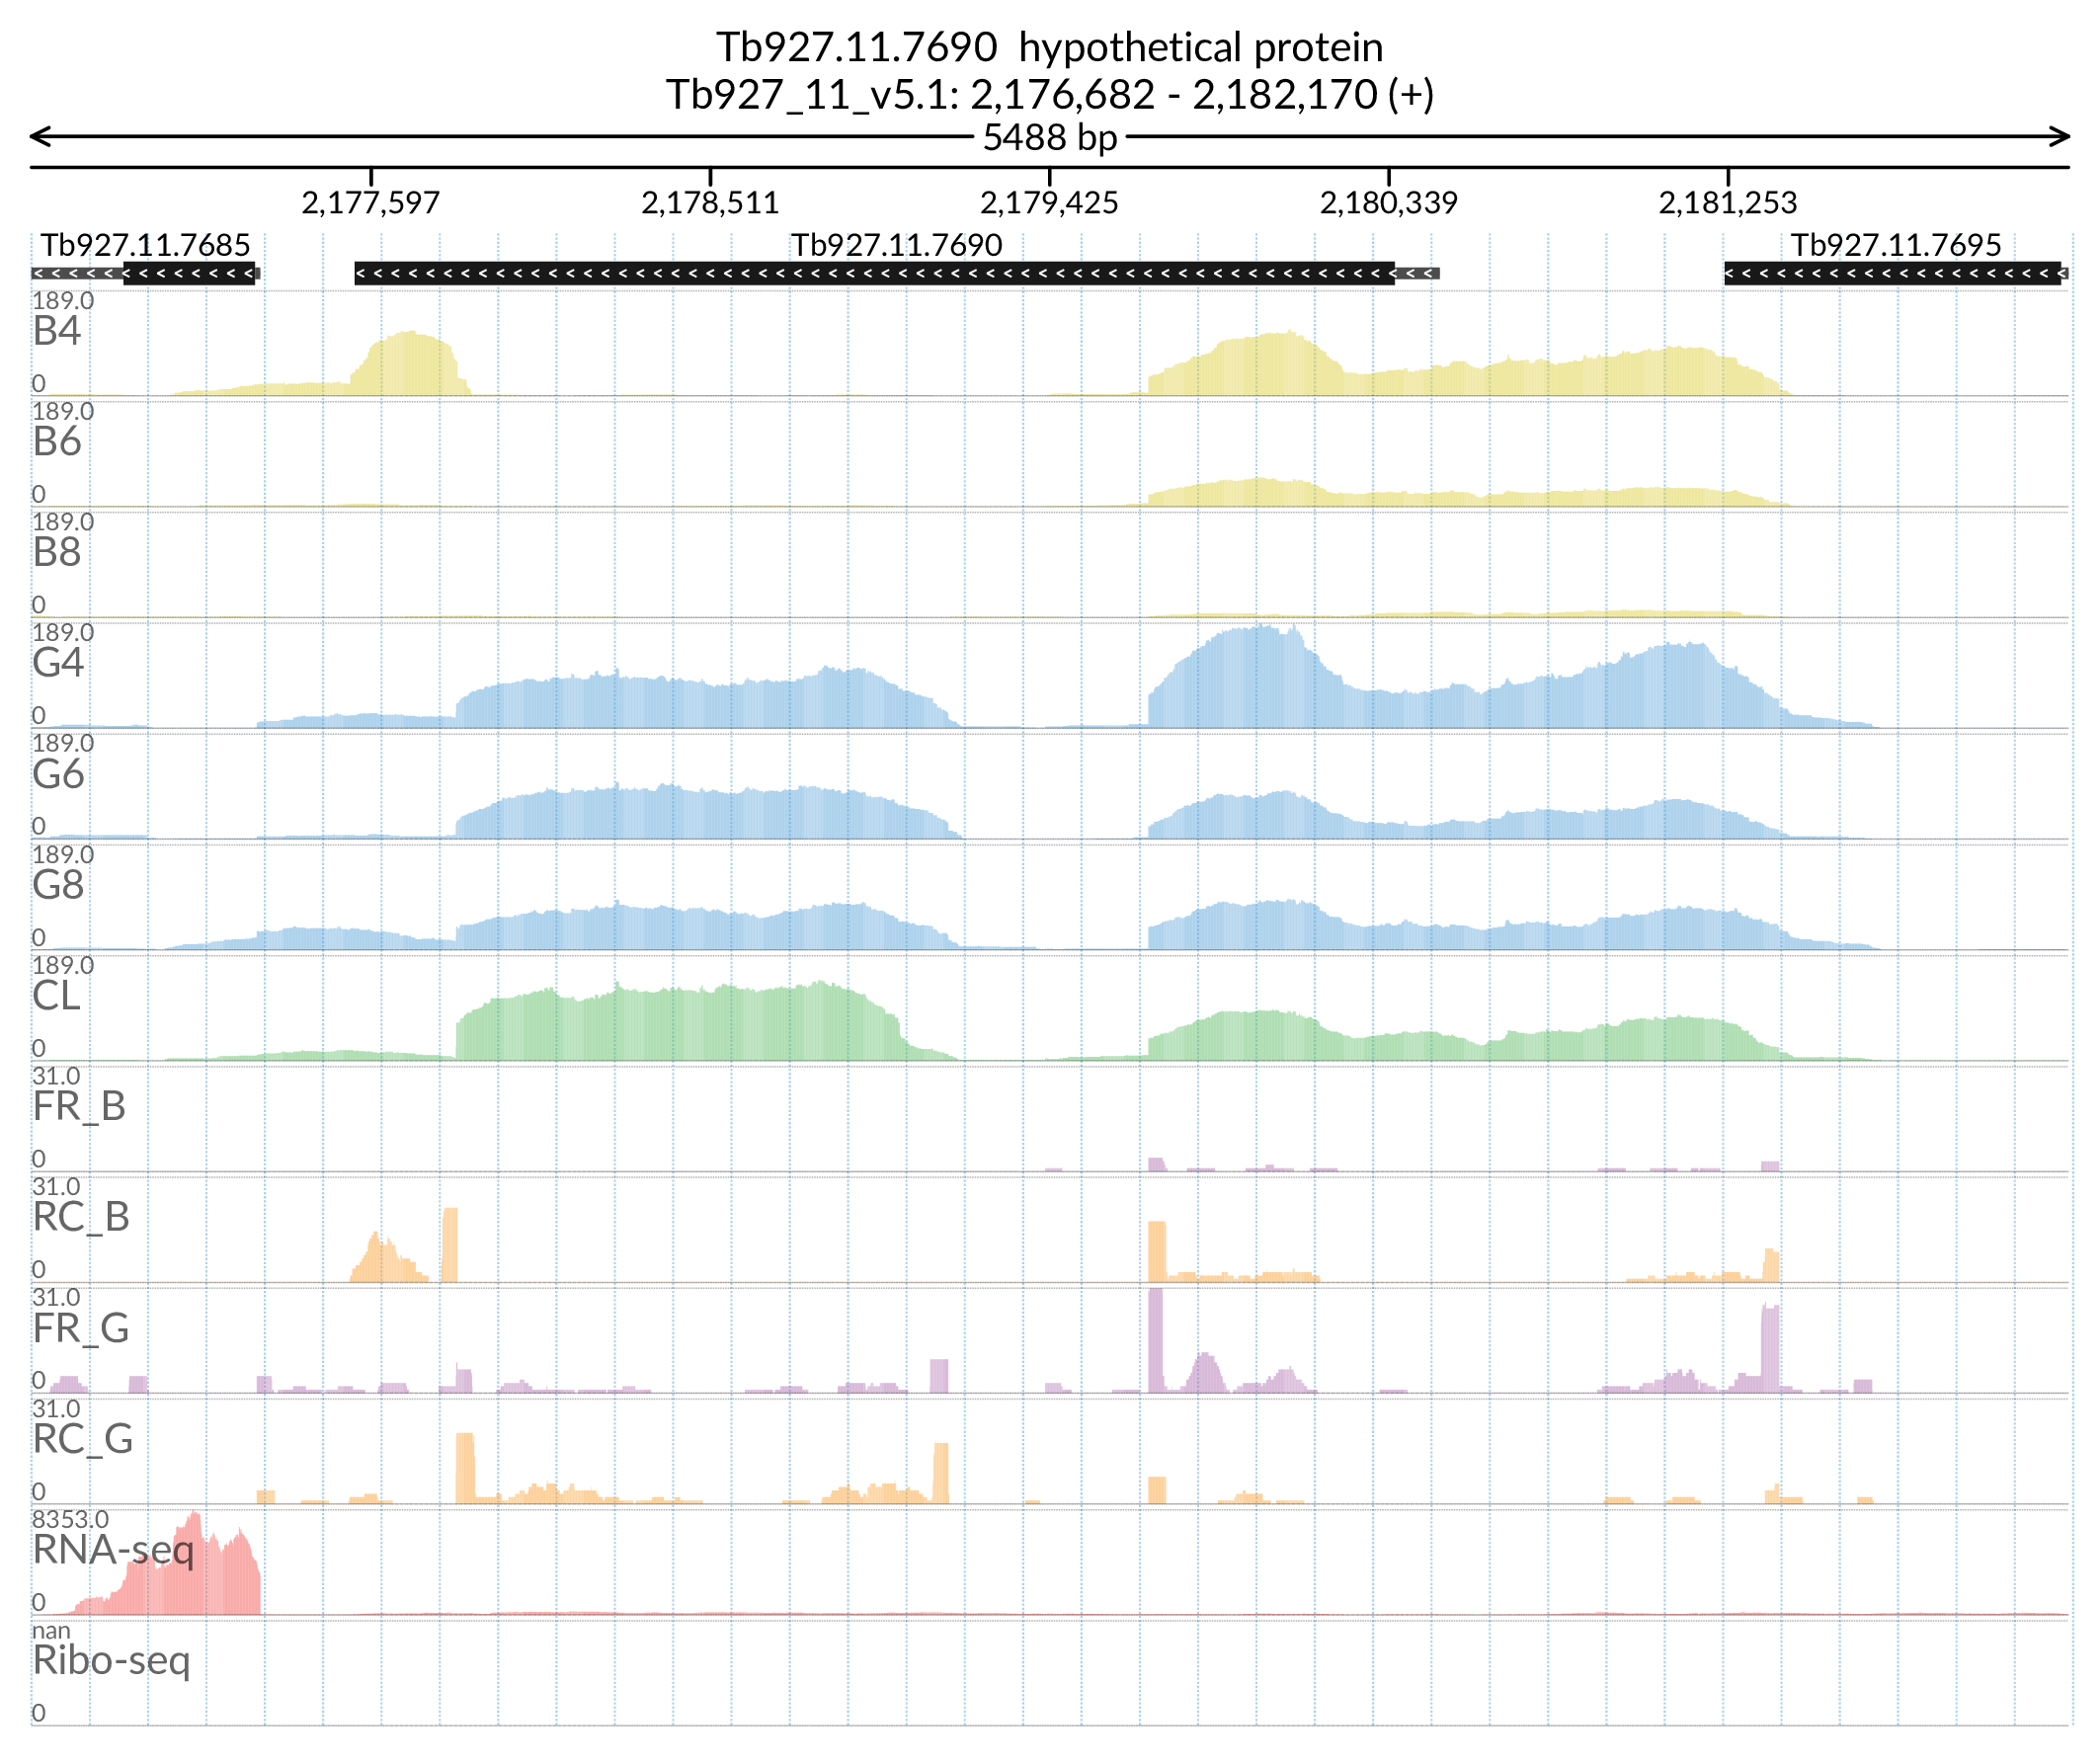 Tb927.11.7690 hypothetical protein
Tb927_11_v5.1: 2,176,682 - 2,182,170 (+)
5488 bp
2,177,597 2,178,511 2,179,425 2,180,339 2,181,253
Tb927.11.7685 Tb927.11.7690 Tb927.11.7695
189.0
B4
0
189.0
B6
0
189.0
B8
0
189.0
G4
0
189.0
G6
0
189.0
G8
0
189.0
CL
0
31.0
FR_B
0
31.0
RC_B
0
31.0
FR_G
0
31.0
RC_G
0
8353.0
RNA-seq
0
nan
Ribo-seq
0